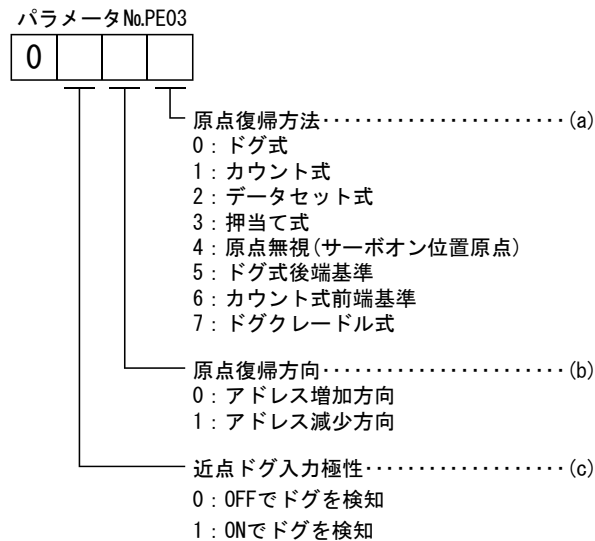 パラメータNo.PE03
0
原点復帰方法・・・・・・・・・・・・・・・・・・・・・・・(a)
0：ドグ式
1：カウント式
2：データセット式
3：押当て式
4：原点無視(サーボオン位置原点)
5：ドグ式後端基準
6：カウント式前端基準
7：ドグクレードル式
原点復帰方向・・・・・・・・・・・・・・・・・・・・・・・(b)
0：アドレス増加方向
1：アドレス減少方向
近点ドグ入力極性・・・・・・・・・・・・・・・・・・・(c)
0：OFFでドグを検知
1：ONでドグを検知